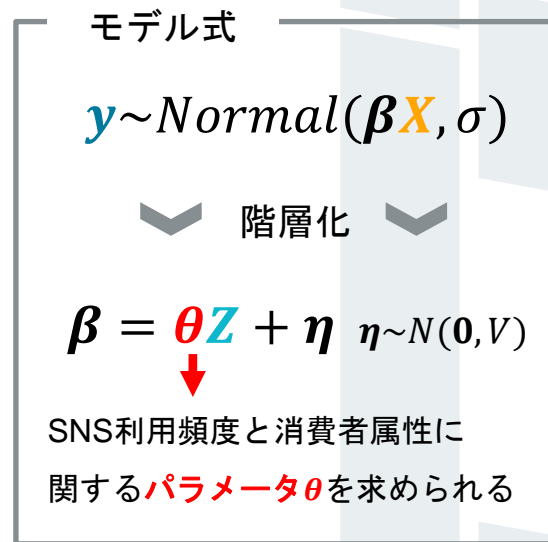 モデル式
y~Normal(βX, σ)
階層化
β = θZ + η η~N(0, V)
SNS利用頻度と消費者属性に
関するパラメータθを求められる